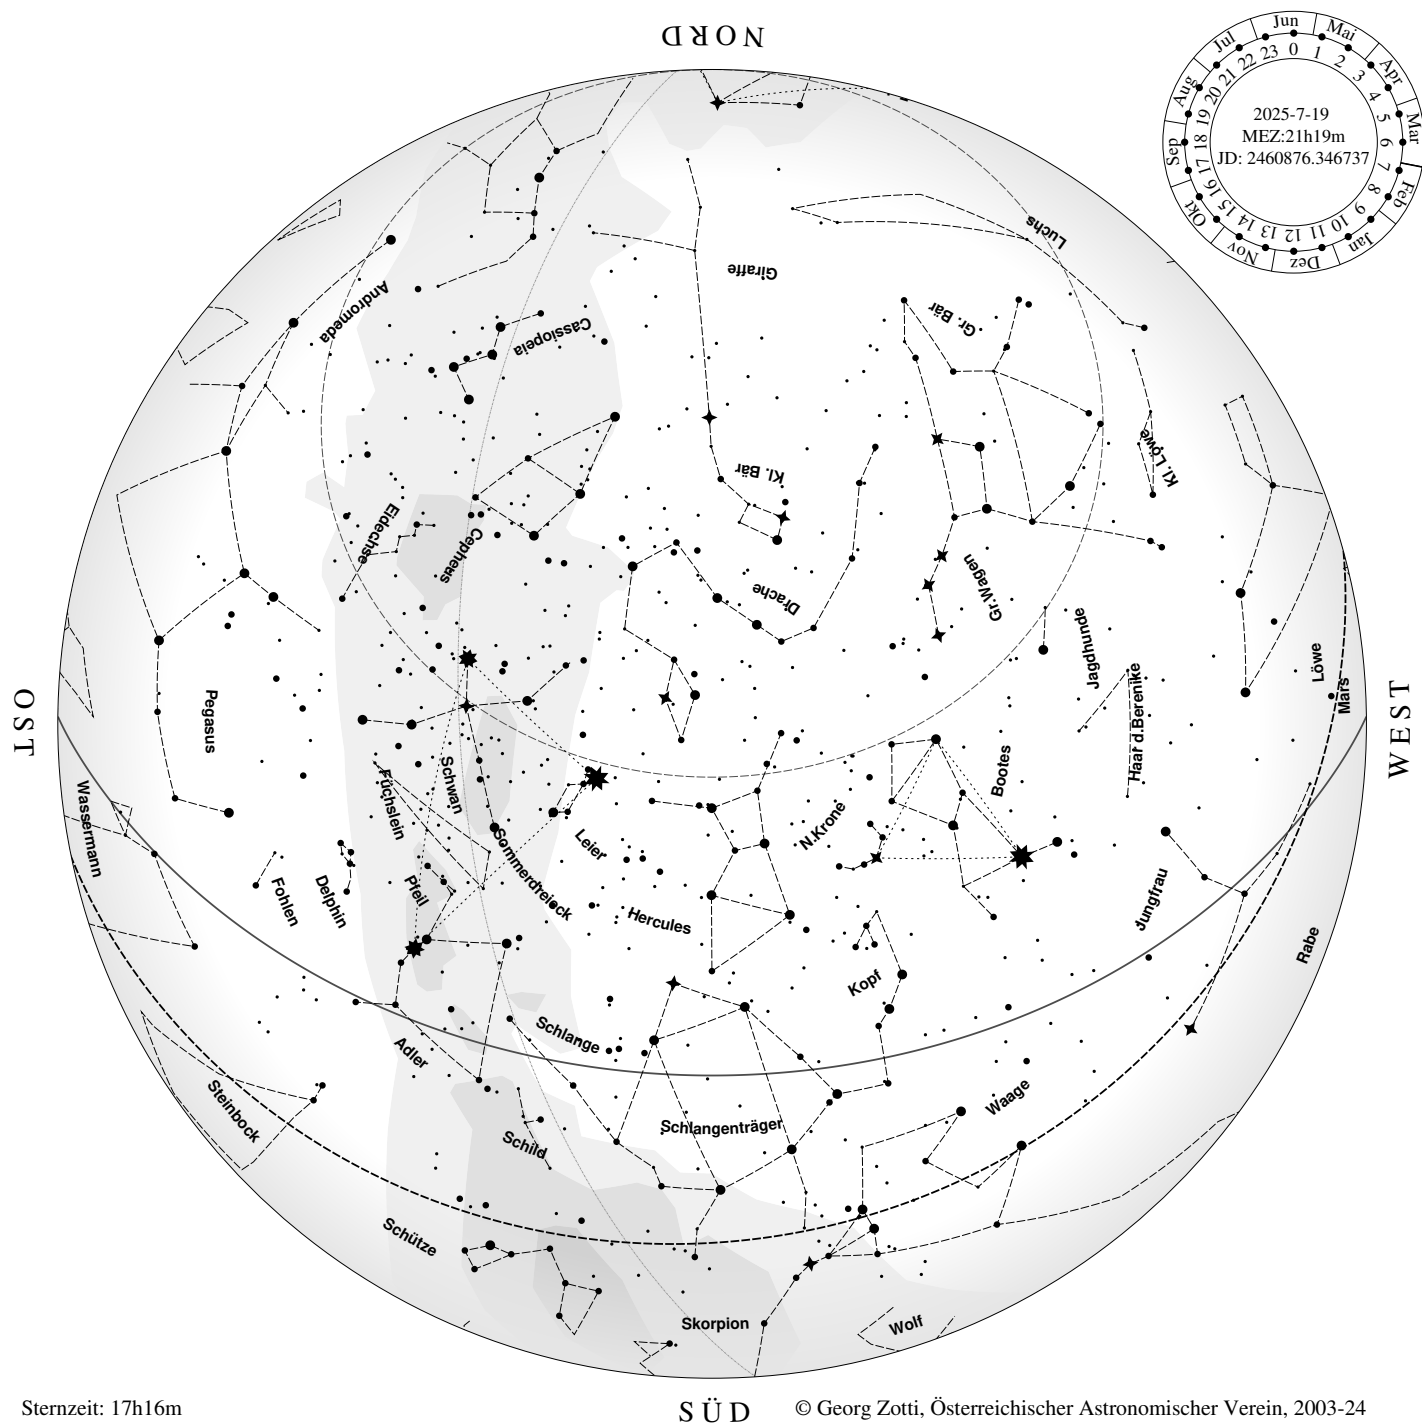 NORD
Jun
Mai
Apr
Mar
Feb
Jan
Dez
Nov
Okt
Sep
Aug
Jul
0 1 2 3 4 5 6 7 8 9 10 11 12 13 14 15 16 17 18 19 20 21 22 23
2025-7-19
MEZ:21h19m
JD: 2460876.346737
Luchs
Giraffe
Andromeda
Cassiopeia
Gr. Bär
Kl. Löwe
Kl. Bär
Eidechse
Cepheus
Drache
Gr.Wagen
Jagdhunde
Löwe
Mars
Haar d.Berenike
OST
WEST
Pegasus
Schwan
Füchslein
Bootes
N.Krone
Leier
Sommerdreieck
Wassermann
Fohlen
Delphin
Pfeil
Hercules
Jungfrau
Rabe
Kopf
Schlange
Adler
Steinbock
Schild
Schlangenträger
Waage
Schütze
Skorpion
Wolf
Sternzeit: 17h16m
SÜD
© Georg Zotti, Österreichischer Astronomischer Verein, 2003-24